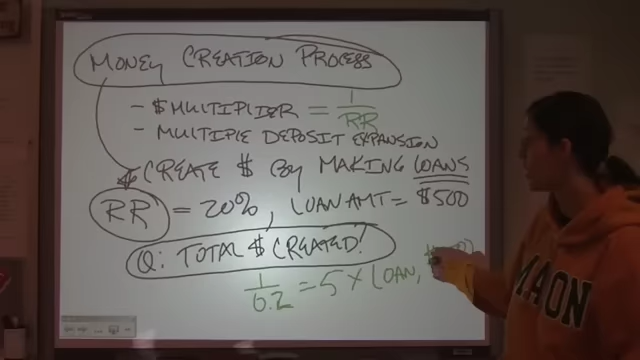 MONEY CREATION PROCESS
- $ MULTIPLIER = 1/RR
- MULTIPLE DEPOSIT EXPANSION
CREATE $ By MAKING LOANS
RR = 20%, LOAN AMT = $500
Q: TOTAL $ CREATED?
1/0.2 = 5 x LOAN,
MAON